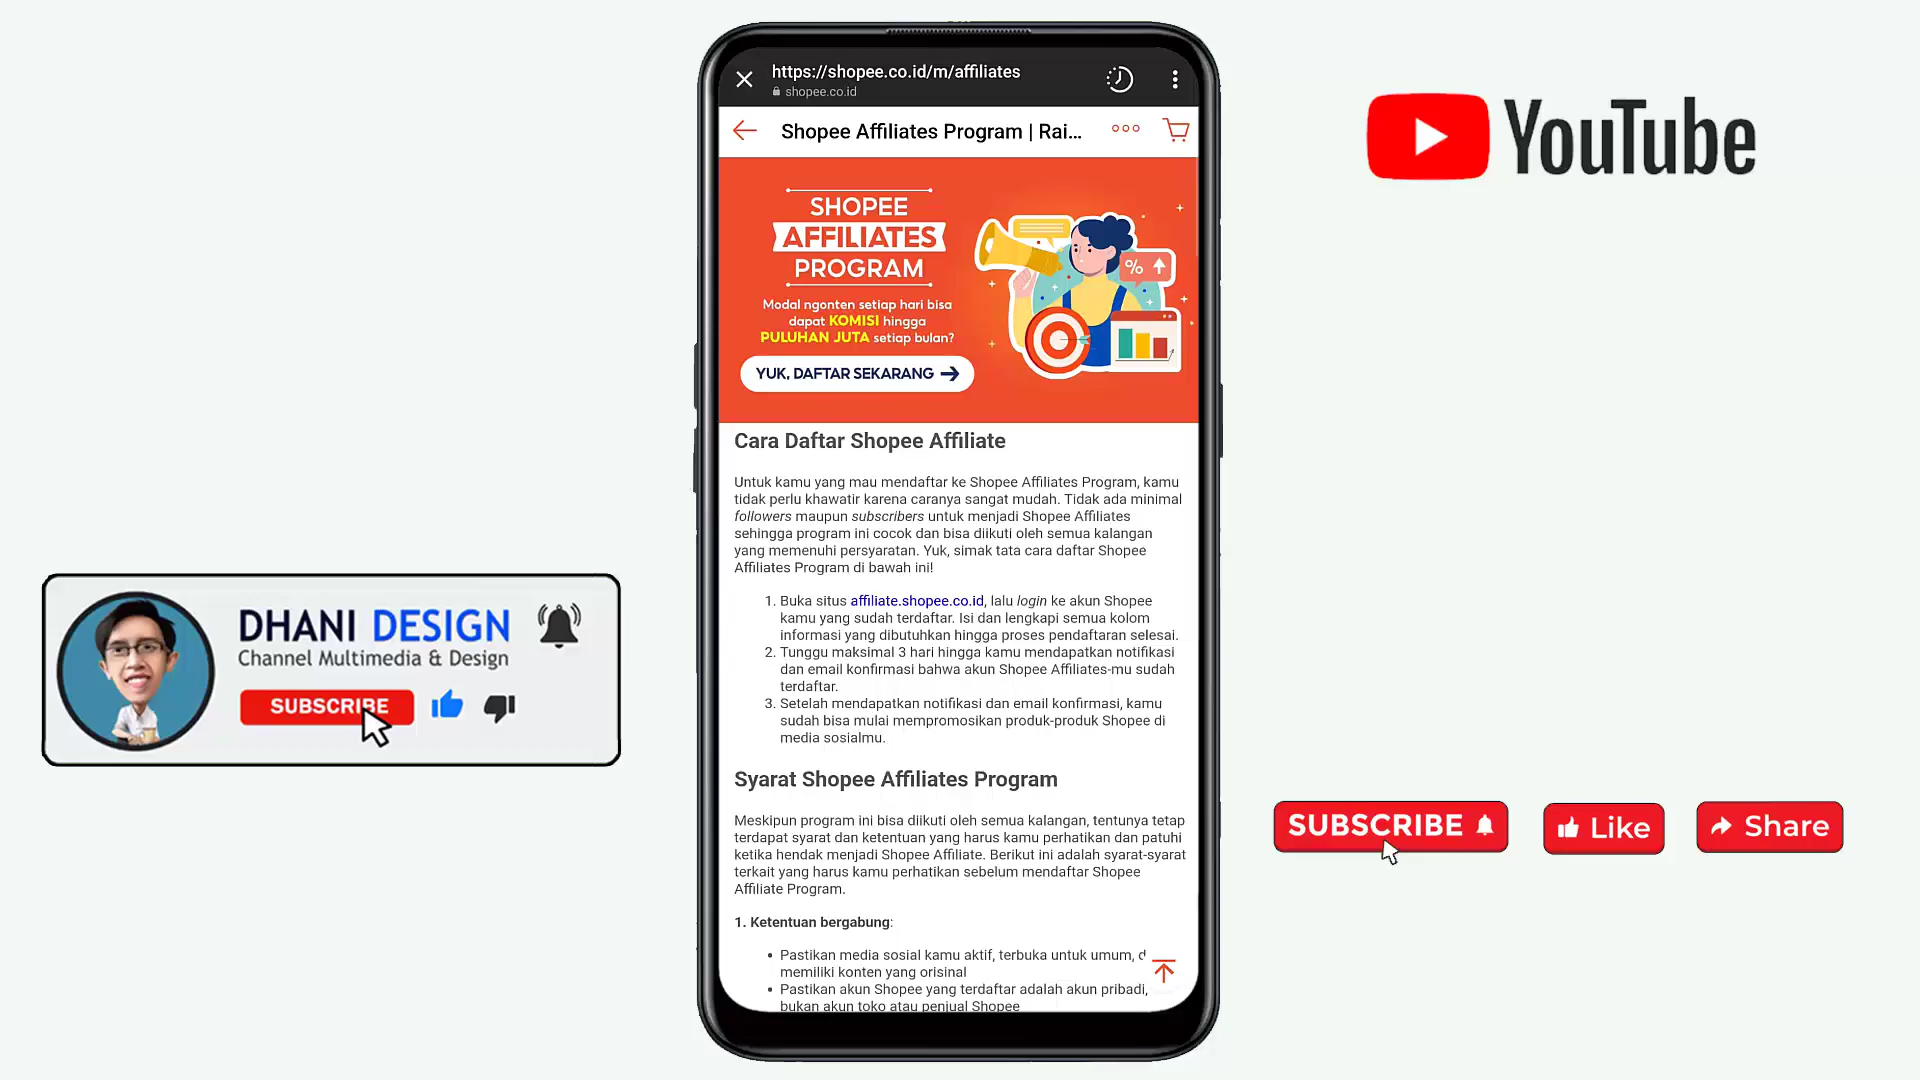 https://shopee.co.id/m/affiliates
shopee.co.id
Shopee Affiliates Program | Rai...
SHOPEE
AFFILIATES
PROGRAM
Modal ngonten setiap hari bisa
dapat KOMISI hingga
PULUHAN JUTA setiap bulan?
YUK, DAFTAR SEKARANG
%
Cara Daftar Shopee Affiliate
Untuk kamu yang mau mendaftar ke Shopee Affiliates Program, kamu
tidak perlu khawatir karena caranya sangat mudah. Tidak ada minimal
followers maupun subscribers untuk menjadi Shopee Affiliates
sehingga program ini cocok dan bisa diikuti oleh semua kalangan
yang memenuhi persyaratan. Yuk, simak tata cara daftar Shopee
Affiliates Program di bawah ini!
1. Buka situs affiliate.shopee.co.id, lalu login ke akun Shopee
kamu yang sudah terdaftar. Isi dan lengkapi semua kolom
informasi yang dibutuhkan hingga proses pendaftaran selesai.
2. Tunggu maksimal 3 hari hingga kamu mendapatkan notifikasi
dan email konfirmasi bahwa akun Shopee Affiliates-mu sudah
terdaftar.
3. Setelah mendapatkan notifikasi dan email konfirmasi, kamu
sudah bisa mulai mempromosikan produk-produk Shopee di
media sosialmu.
Syarat Shopee Affiliates Program
Meskipun program ini bisa diikuti oleh semua kalangan, tentunya tetap
terdapat syarat dan ketentuan yang harus kamu perhatikan dan patuhi
ketika hendak menjadi Shopee Affiliate. Berikut ini adalah syarat-syarat
terkait yang harus kamu perhatikan sebelum mendaftar Shopee
Affiliate Program.
1. Ketentuan bergabung:
• Pastikan media sosial kamu aktif, terbuka untuk umum,
memiliki konten yang orisinal
• Pastikan akun Shopee yang terdaftar adalah akun pribadi,
bukan akun toko atau penjual Shopee
DHANI DESIGN
Channel Multimedia & Design
SUBSCRIBE
YouTube
SUBSCRIBE
Like
Share